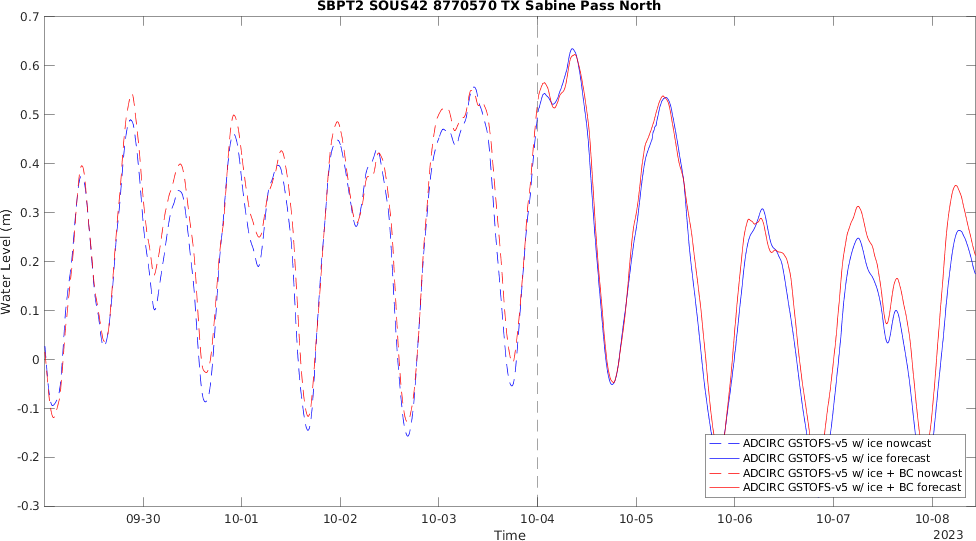 SBPT2 SOUS42 8770570 TX Sabine Pass North
0.7
0.6
0.5
0.4
0.3
0.2
0.1
0
-0.1
-0.2
-0.3
Water Level (m)
09-30 10-01 10-02 10-03 10-04 10-05 10-06 10-07 10-08
Time
2023
ADCIRC GSTOFS-v5 w/ ice nowcast
ADCIRC GSTOFS-v5 w/ ice forecast
ADCIRC GSTOFS-v5 w/ ice + BC nowcast
ADCIRC GSTOFS-v5 w/ ice + BC forecast